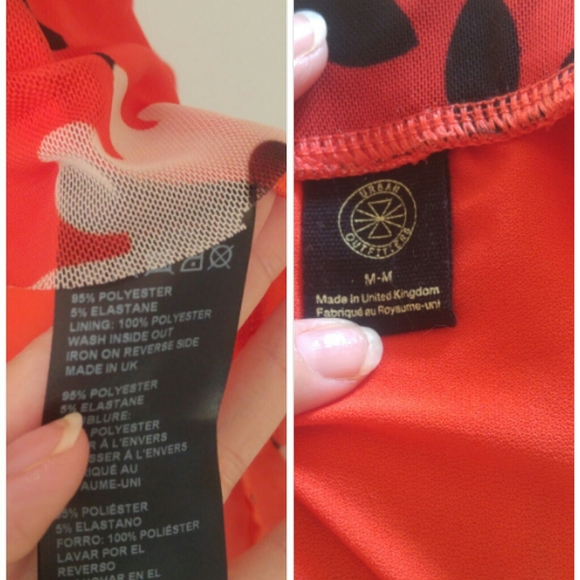 95% POLYESTER
5% ELASTANE
LINING: 100% POLYESTER
WASH INSIDE OUT
IRON ON REVERSE SIDE
MADE IN UK
95% POLYESTER
5% ELASTANE
POLYESTER
À L'ENVERS
À L'ENVERS
AU
5% ELASTANO
FORRO: 100% POLIÉSTER
LAVAR POR EL
REVERSO
EN EL
URBAN
OUTFITTERS
M-M
Made in United Kingdom
Fabriqué au Royaume-uni